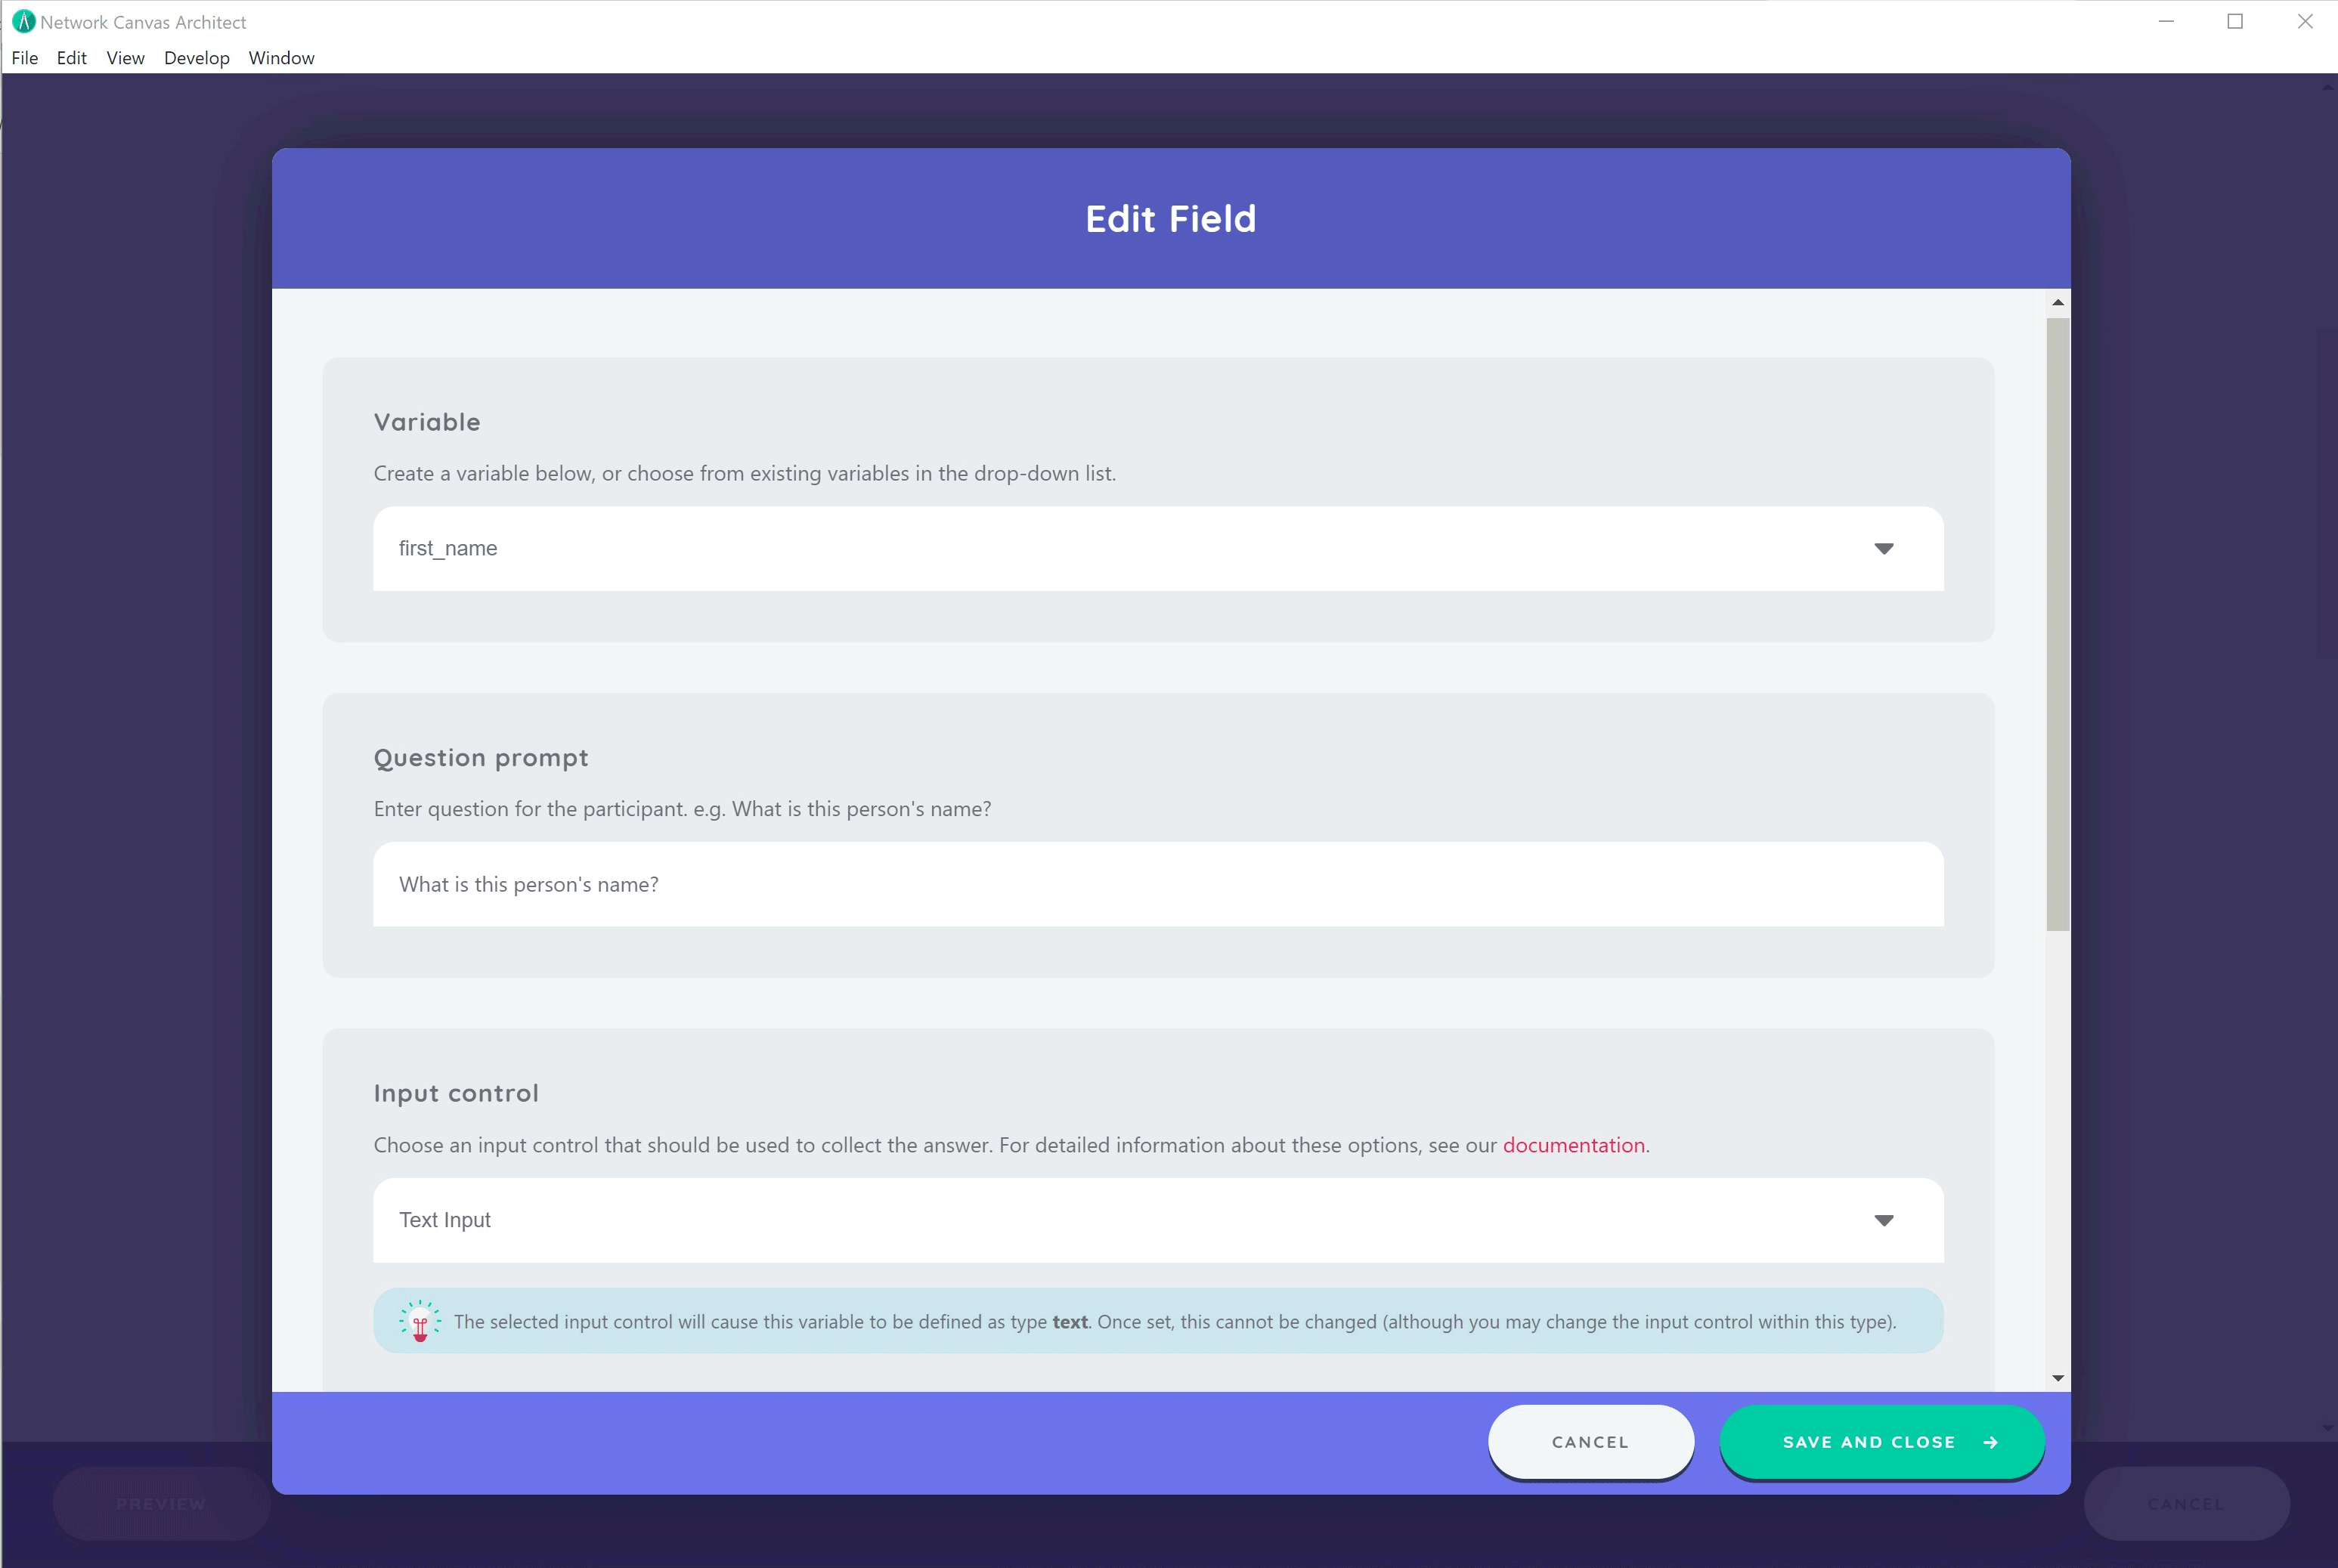 Network Canvas Architect
File Edit View Develop Window
Edit Field
Variable
Create a variable below, or choose from existing variables in the drop-down list.
first_name
Question prompt
Enter question for the participant. e.g. What is this person's name?
What is this person's name?
Input control
Choose an input control that should be used to collect the answer. For detailed information about these options, see our documentation.
Text Input
The selected input control will cause this variable to be defined as type text. Once set, this cannot be changed (although you may change the input control within this type).
CANCEL SAVE AND CLOSE
PREVIEW CANCEL